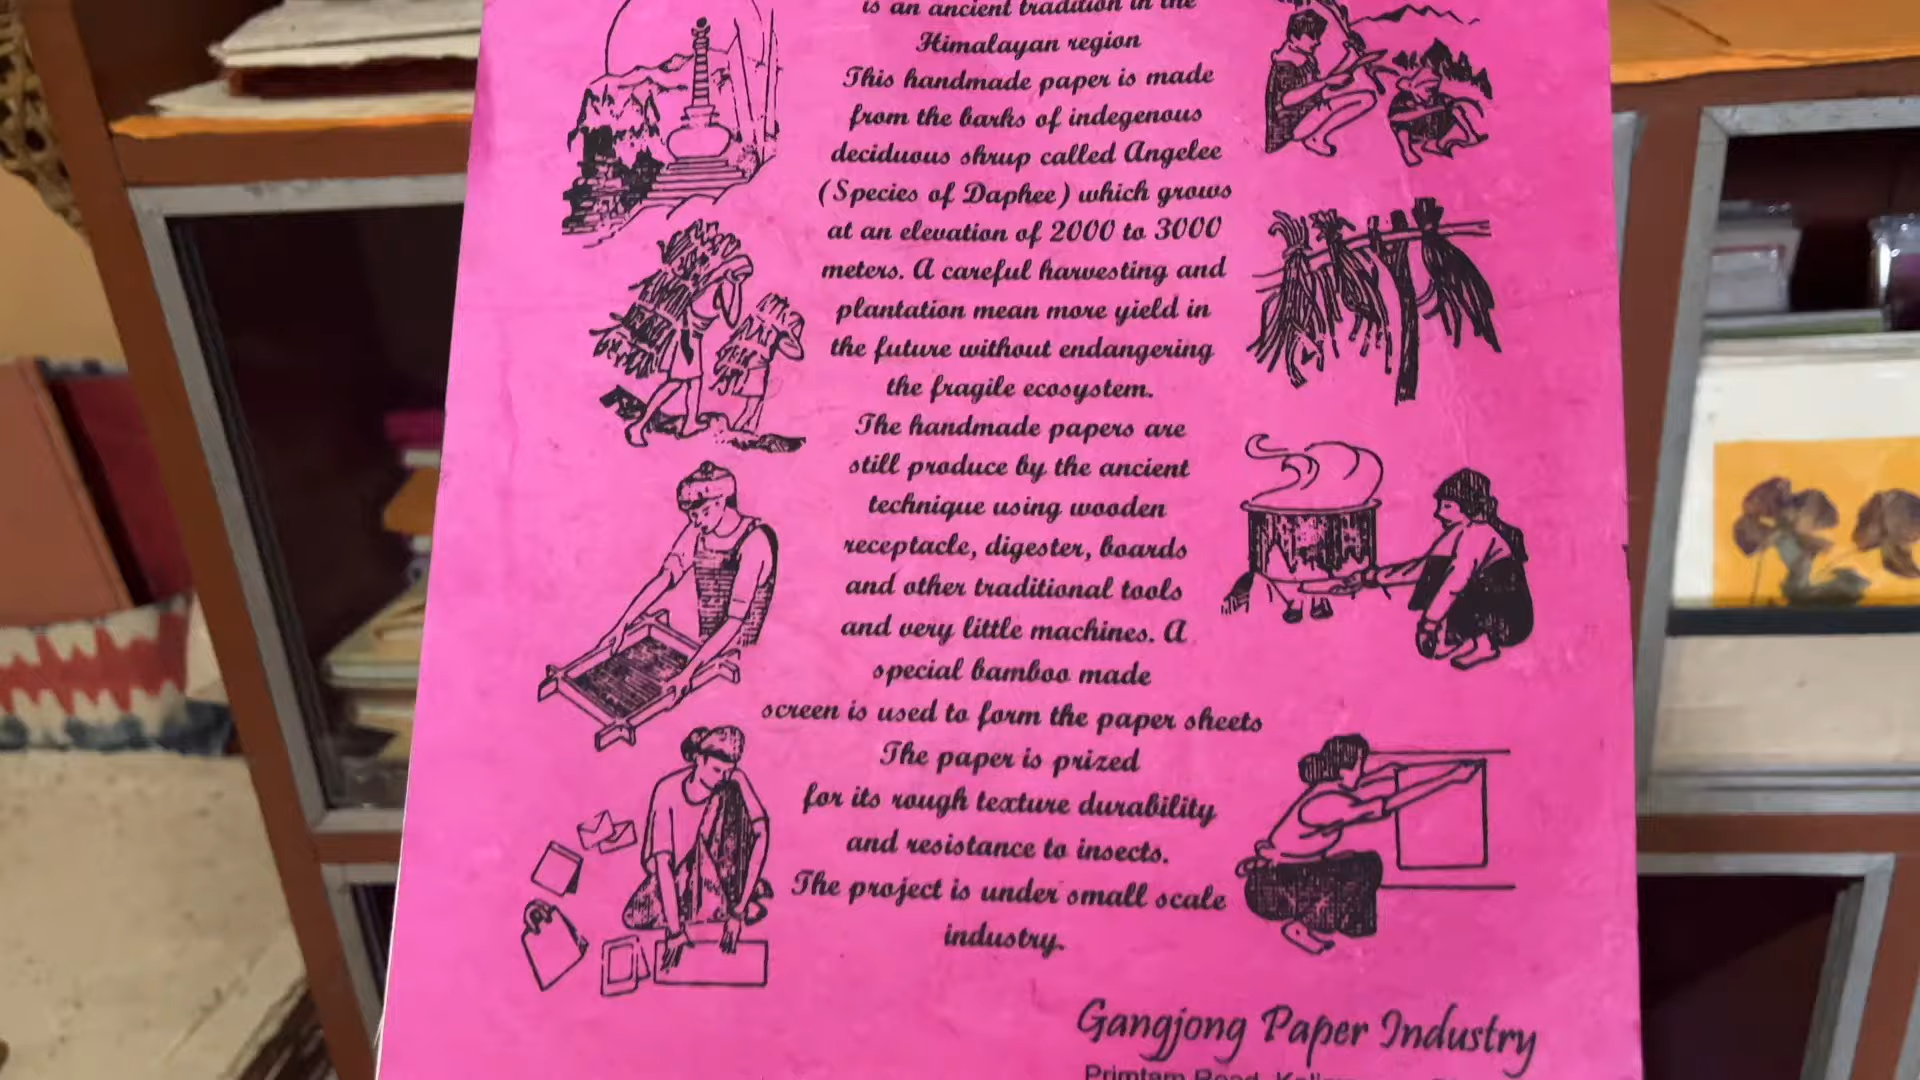 is an ancient tradition in the
Himalayan region
This handmade paper is made
from the barks of indegenous
deciduous shrup called Angelee
(Species of Daphee) which grows
at an elevation of 2000 to 3000
meters. A careful harvesting and
plantation mean more yield in
the future without endangering
the fragile ecosystem.
The handmade papers are
still produce by the ancient
technique using wooden
receptacle, digester, boards
and other traditional tools
and very little machines. A
special bamboo made
screen is used to form the paper sheets
The paper is prized
for its rough texture durability
and resistance to insects.
The project is under small scale
industry.
Gangjong Paper Industry
Primtam Road,